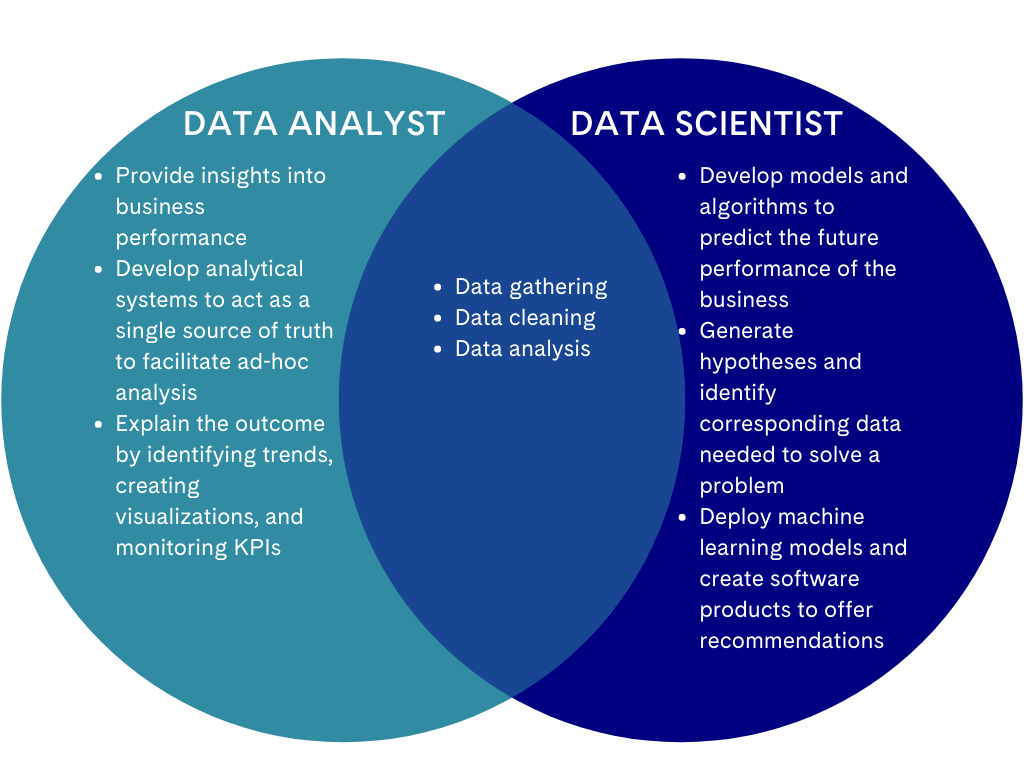 DATA ANALYST
• Provide insights into
business
performance
• Develop analytical
systems to act as a
single source of truth
to facilitate ad-hoc
analysis
• Explain the outcome
by identifying trends,
creating
visualizations, and
monitoring KPIs
• Data gathering
• Data cleaning
• Data analysis
DATA SCIENTIST
• Develop models and
algorithms to
predict the future
performance of the
business
• Generate
hypotheses and
identify
corresponding data
needed to solve a
problem
• Deploy machine
learning models and
create software
products to offer
recommendations